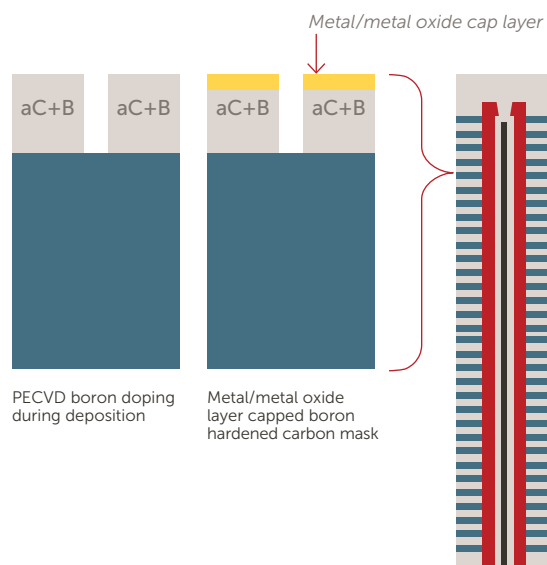 Metal/metal oxide cap layer
aC+B
aC+B
aC+B
aC+B
PECVD boron doping
during deposition
Metal/metal oxide
layer capped boron
hardened carbon mask